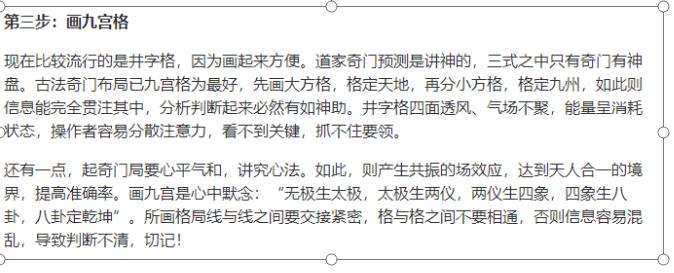 第三步：画九宫格
现在比较流行的是井字格，因为画起来方便。道家奇门预测是讲神的，三式之中只有奇门有神
盘。古法奇门布局已九宫格为最好，先画大方格，格定天地，再分小方格，格定九州，如此则
信息能完全贯注其中，分析判断起来必然有如神助。井字格四面透风、气场不聚，能量呈消耗
状态，操作者容易分散注意力，看不到关键，抓不住要领。
还有一点，起奇门局要心平气和，讲究心法。如此，则产生共振的场效应，达到天人合一的境
界，提高准确率。画九宫是心中默念：“无极生太极，太极生两仪，两仪生四象，四象生八
卦，八卦定乾坤”。所画格局线与线之间要交接紧密，格与格之间不要相通，否则信息容易混
乱，导致判断不清，切记！